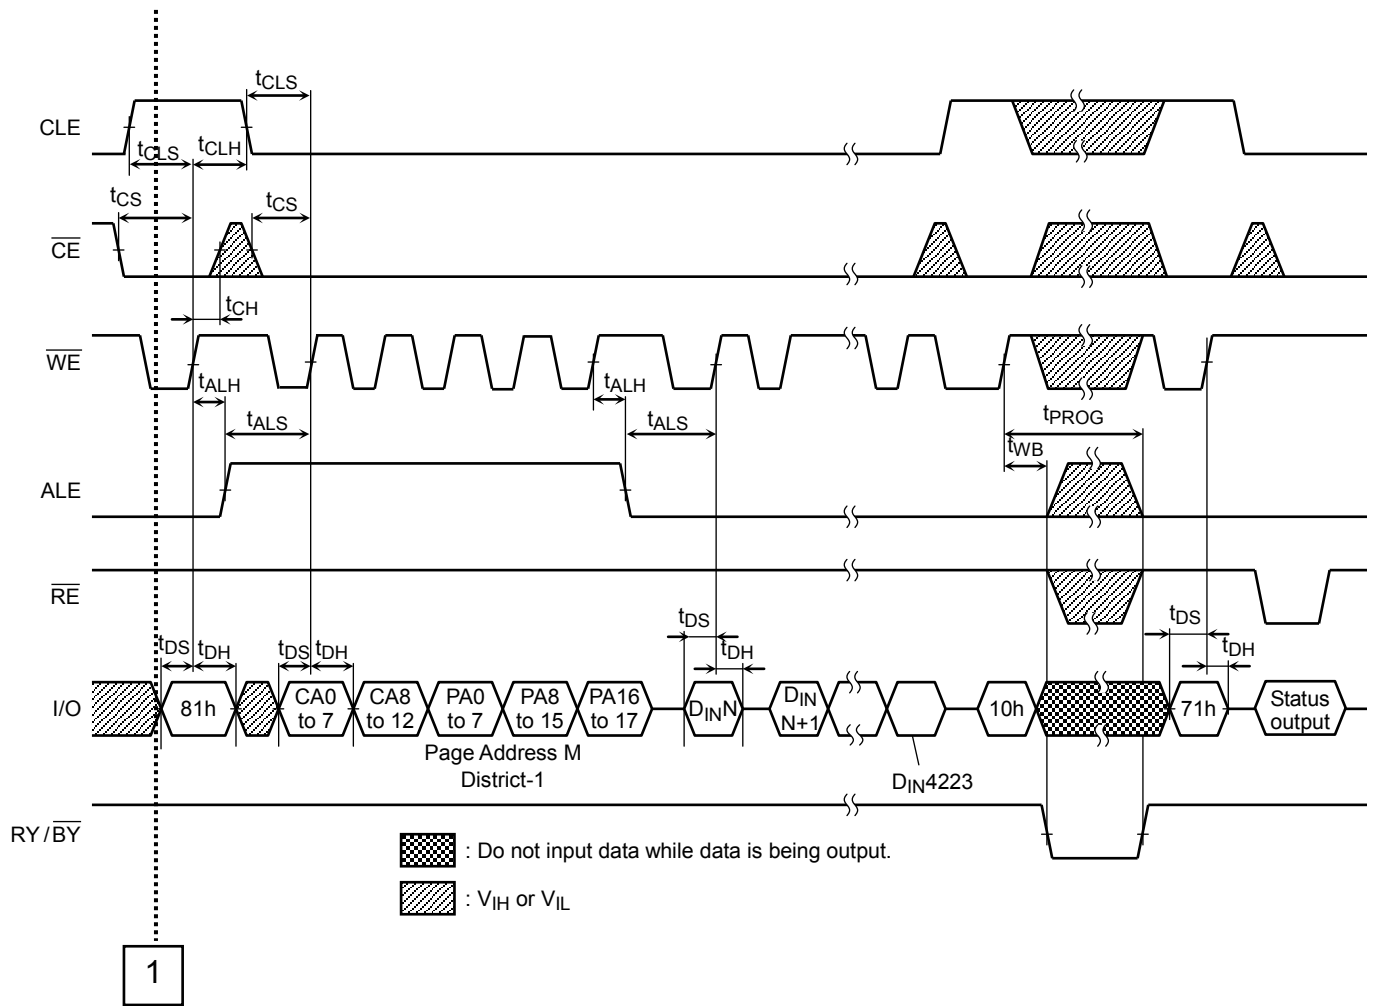 tCLS
CLE
tCLS
tCLH
tCS
tCS
CE
tCH
WE
tALH
tALH
tALS
tALS
tPROG
tWB
ALE
RE
tDS
tDH
tDS
tDH
tDS
tDH
tDS
tDH
I/O
81h
CA0
to 7
CA8
to 12
PA0
to 7
PA8
to 15
PA16
to 17
DINN
DIN
N+1
10h
71h
Status
output
Page Address M
District-1
DIN4223
RY/BY
: Do not input data while data is being output.
: VIH or VIL
1